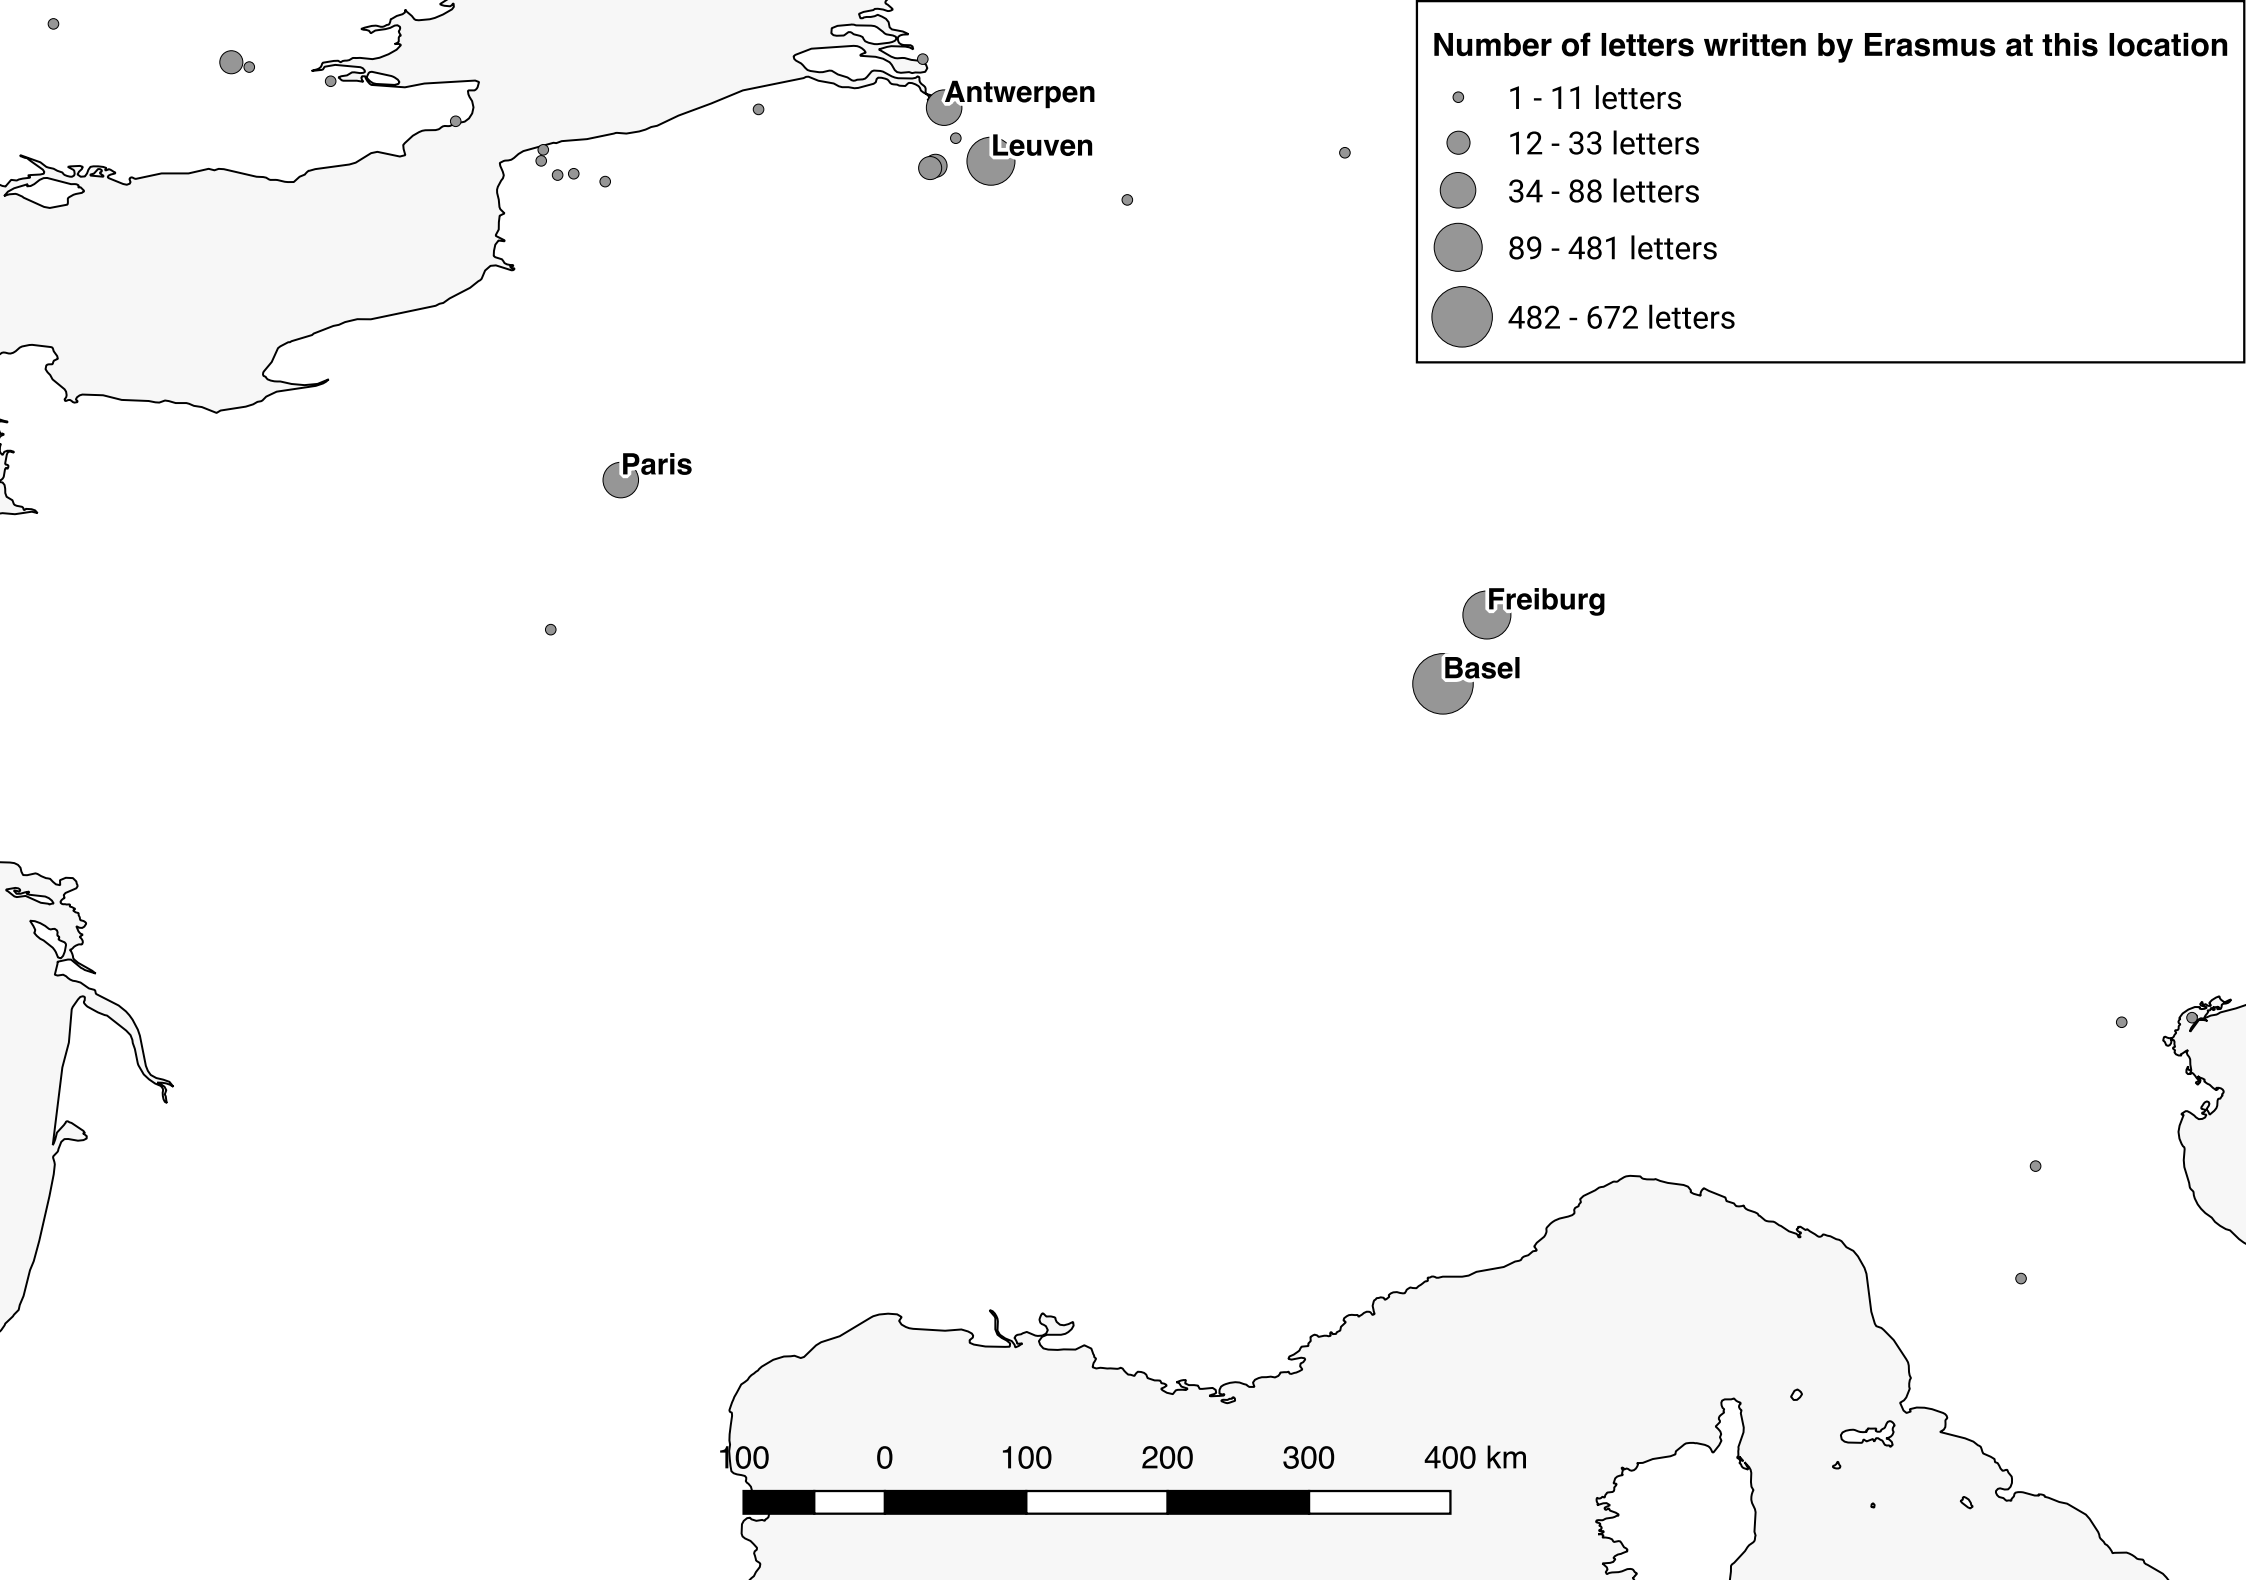 Number of letters written by Erasmus at this location
1 - 11 letters
12 - 33 letters
34 - 88 letters
89 - 481 letters
482 - 672 letters
Antwerpen
Leuven
Paris
Freiburg
Basel
100 0 100 200 300 400 km